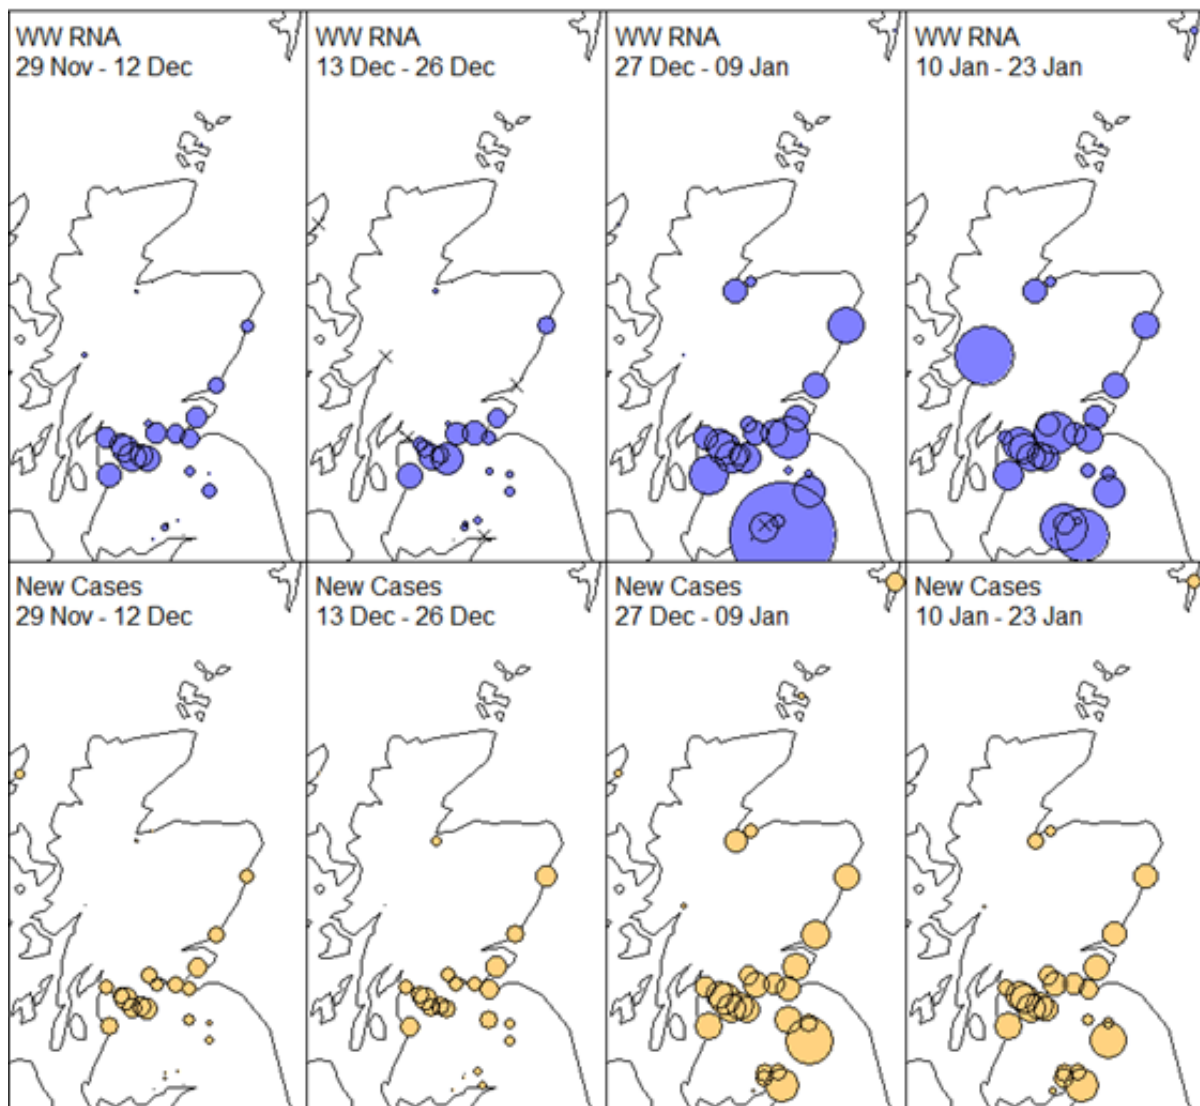 WW RNA
29 Nov - 12 Dec
WW RNA
13 Dec - 26 Dec
WW RNA
27 Dec - 09 Jan
WW RNA
10 Jan - 23 Jan
New Cases
29 Nov - 12 Dec
New Cases
13 Dec - 26 Dec
New Cases
27 Dec - 09 Jan
New Cases
10 Jan - 23 Jan